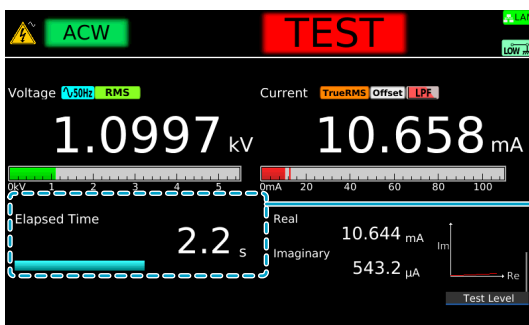 ACW
TEST
LAN
LOW
Voltage 50Hz RMS
Current TrueRMS Offset LPF
1.0997 kV
10.658 mA
0kV 1 2 3 4 5
0mA 20 40 60 80 100
Elapsed Time
2.2 s
Real
10.644 mA
Imaginary
543.2 µA
Im
Re
Test Level